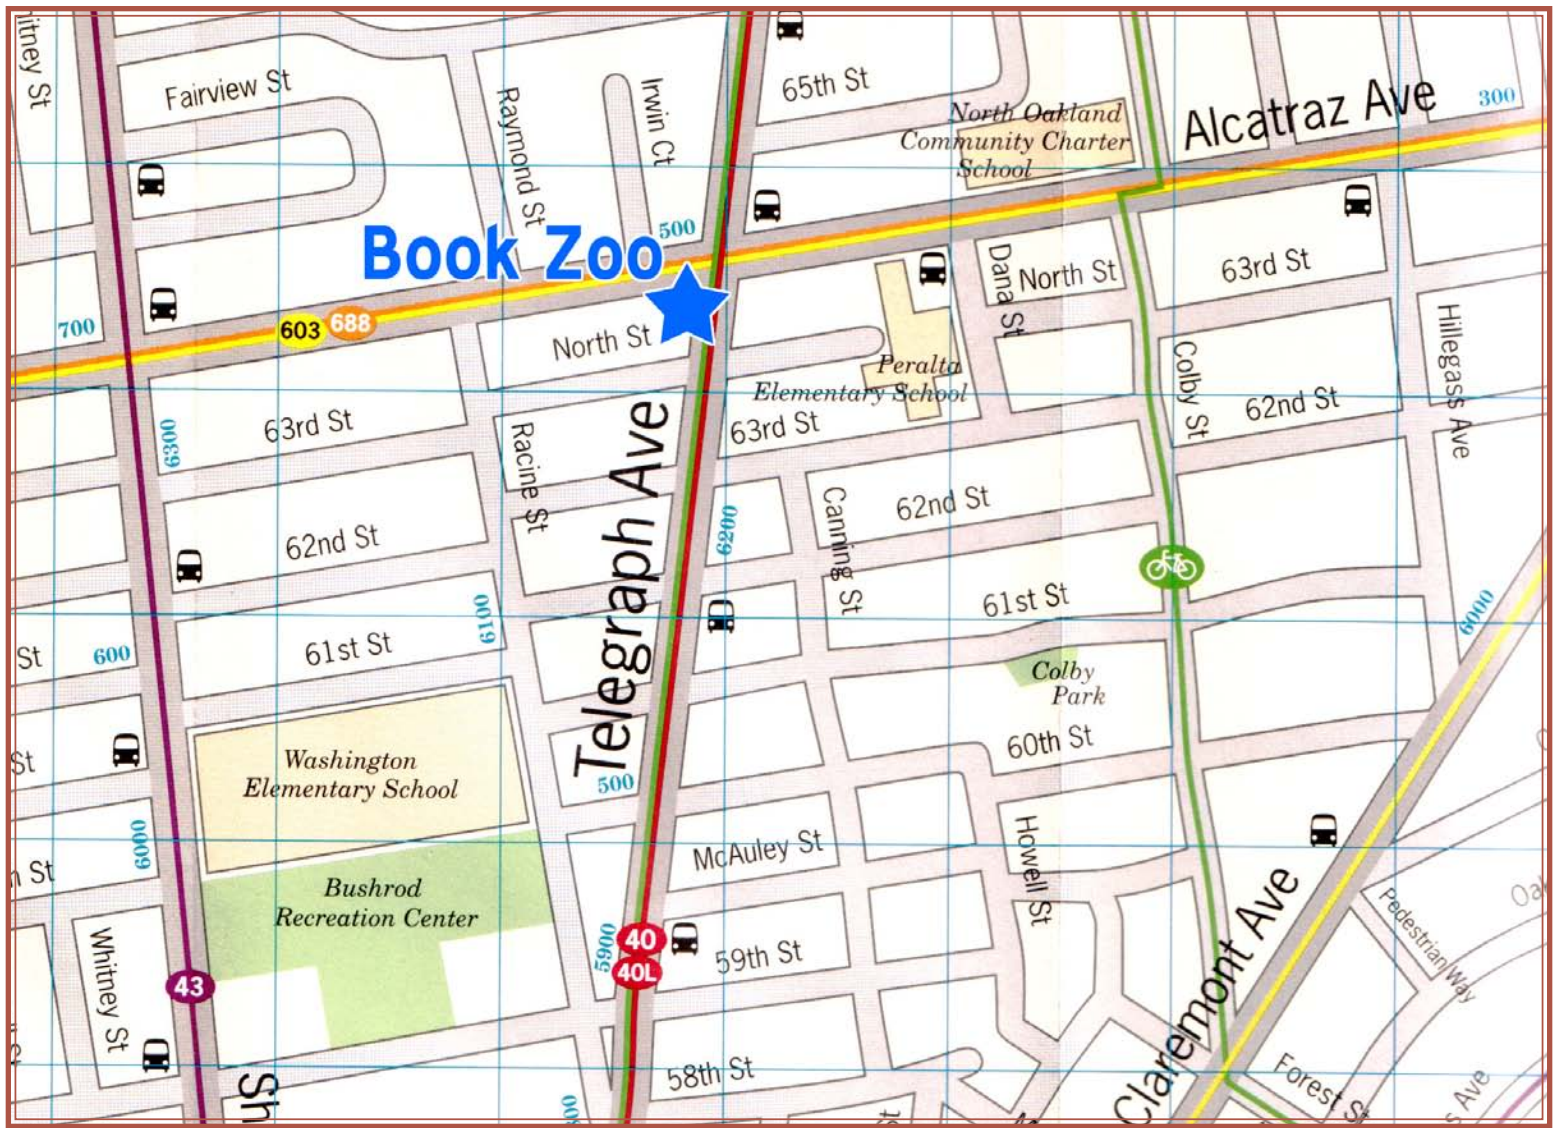 hitney St
Fairview St
Raymond St
Irwin Ct
65th St
North Oakland
Community Charter
School
Alcatraz Ave
300
500
Book Zoo
700
603
688
North St
Dana St
North St
63rd St
Peralta
Elementary School
Colby St
Hillegass Ave
6300
63rd St
Racine St
Telegraph Ave
63rd St
62nd St
62nd St
62nd St
Canning St
6200
61st St
6100
61st St
6000
St
600
Colby
Park
60th St
St
Washington
Elementary School
500
6000
McAuley St
Howell St
St
Bushrod
Recreation Center
Claremont Ave
Pedestrian Way
Whitney St
5900
40
40L
59th St
43
58th St
Forest St
Sh
s Ave